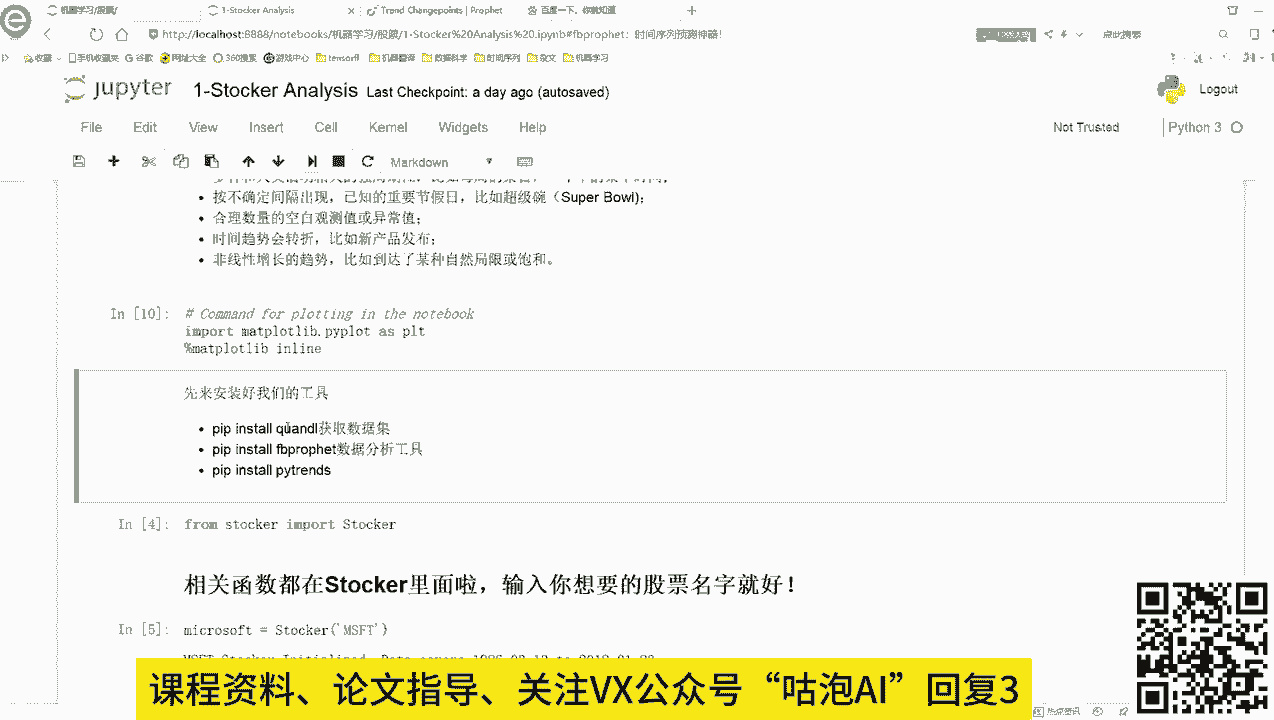 机器学习/股票/
1-Stocker Analysis
Trend Changepoints | Prophet
百度一下，你就知道
http://localhost:8888/notebooks/机器学习/股票/1-Stocker%20Analysis%20.ipynb#fbprophet：时间序列预测神器！
点此搜索
收藏 手机收藏夹 谷歌 网址大全 360搜索 游戏中心 tensorfl 机器翻译 数据科学 时间序列 杂文 机器学习
jupyter 1-Stocker Analysis Last Checkpoint: a day ago (autosaved)
Logout
File Edit View Insert Cell Kernel Widgets Help
Not Trusted
Python 3
Markdown
按不确定间隔出现，已知的重要节假日，比如超级碗（Super Bowl)；
合理数量的空白观测值或异常值；
时间趋势会转折，比如新产品发布；
非线性增长的趋势，比如到达了某种自然局限或饱和。
In [10]: # Command for plotting in the notebook
import matplotlib.pyplot as plt
%matplotlib inline
先来安装好我们的工具
pip install quandl获取数据集
pip install fbprophet数据分析工具
pip install pytrends
In [4]: from stocker import Stocker
相关函数都在Stocker里面啦，输入你想要的股票名字就好！
In [5]: microsoft = Stocker('MSFT')
课程资料、论文指导、关注VX公众号“咕泡AI”回复3